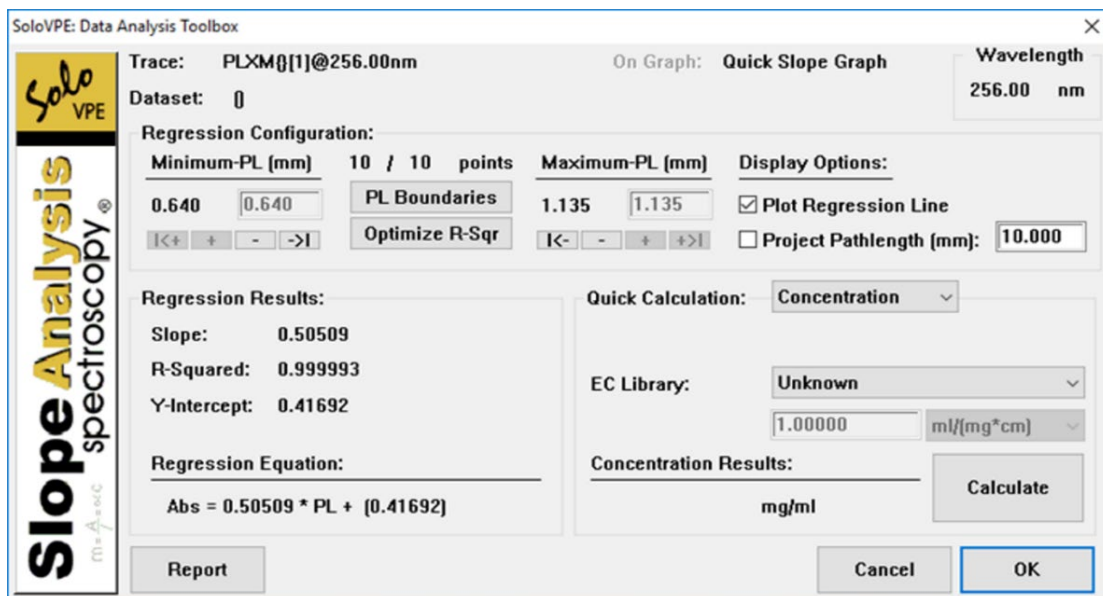 SoloVPE: Data Analysis Toolbox
Solo
VPE
Slope Analysis
spectroscopy ®
Trace: PLXM{}[1]@256.00nm On Graph: Quick Slope Graph
Dataset: {}
Wavelength
256.00 nm
Regression Configuration:
Minimum-PL (mm) 10 / 10 points Maximum-PL (mm) Display Options:
0.640 0.640 PL Boundaries 1.135 1.135 Plot Regression Line
|<+ + - ->| Optimize R-Sqr |<- - + +>| Project Pathlength (mm): 10.000
Regression Results:
Slope: 0.50509
R-Squared: 0.999993
Y-Intercept: 0.41692
Regression Equation:
Abs = 0.50509 * PL + (0.41692)
Quick Calculation: Concentration
EC Library: Unknown
1.00000 ml/(mg*cm)
Concentration Results:
mg/ml
Calculate
Report Cancel OK